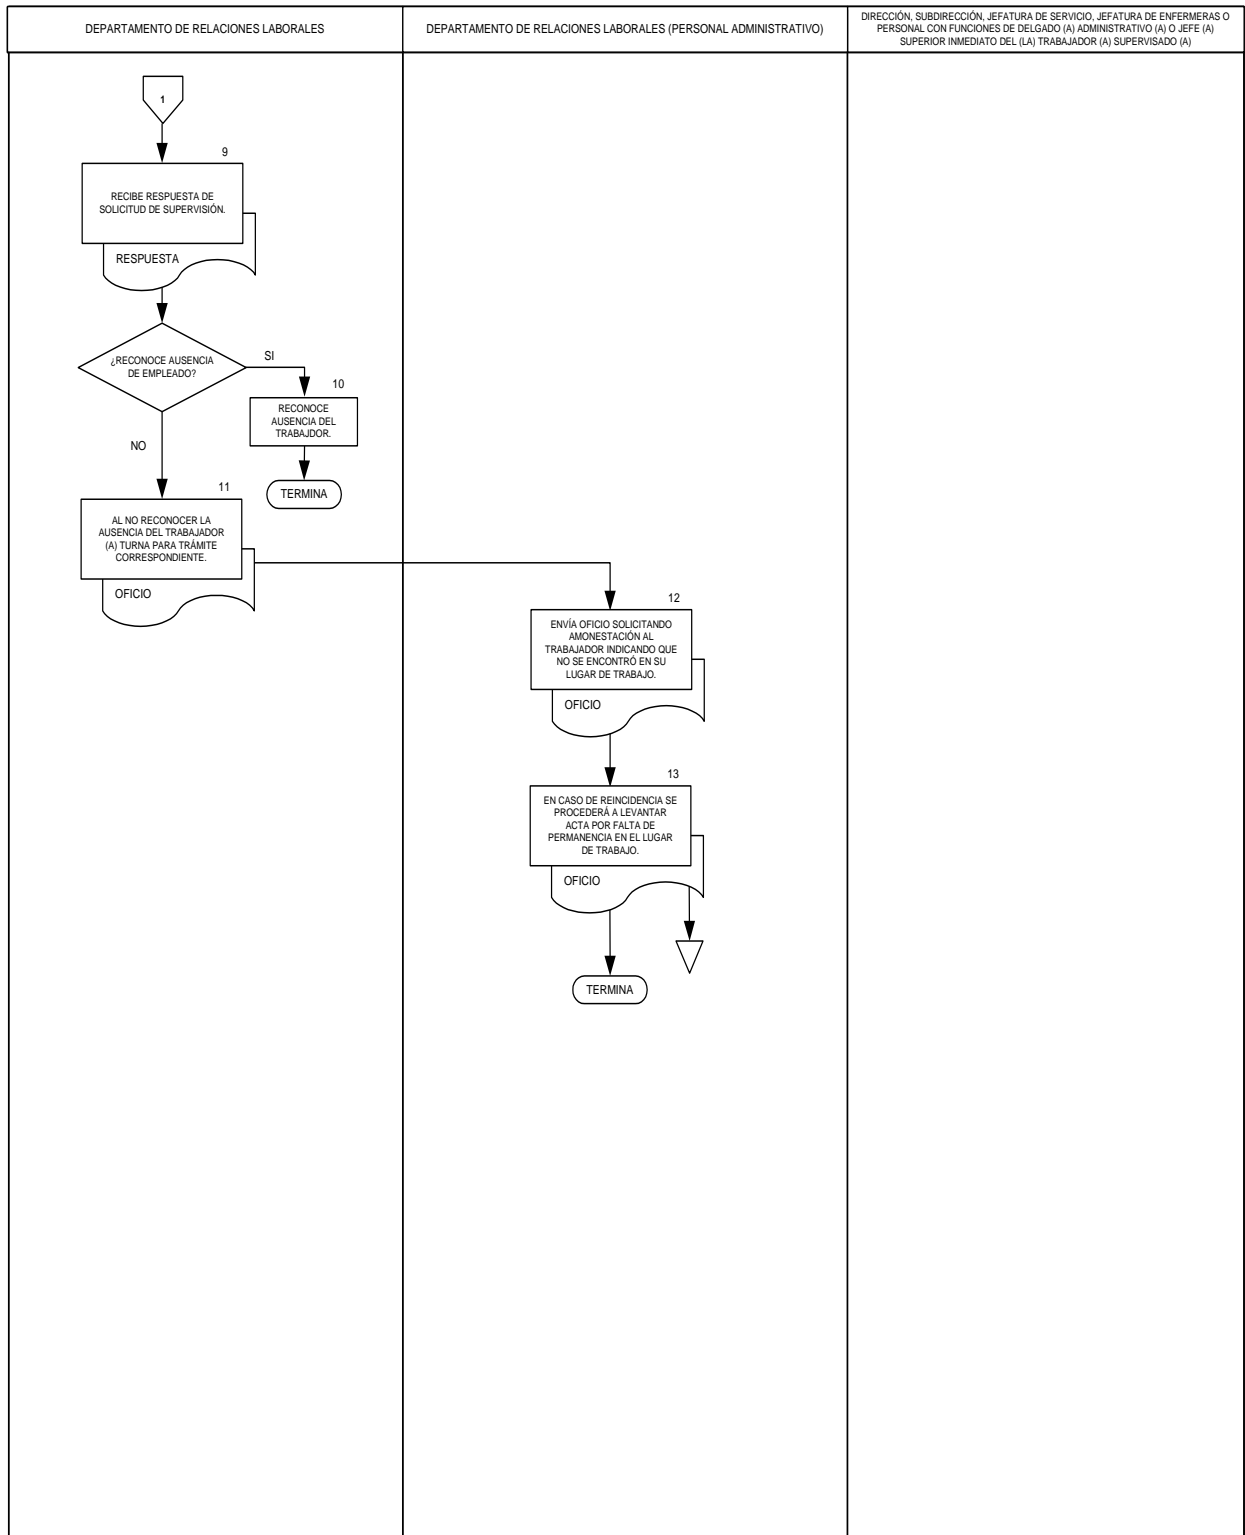 DEPARTAMENTO DE RELACIONES LABORALES
DEPARTAMENTO DE RELACIONES LABORALES (PERSONAL ADMINISTRATIVO)
DIRECCIÓN, SUBDIRECCIÓN, JEFATURA DE SERVICIO, JEFATURA DE ENFERMERAS O
PERSONAL CON FUNCIONES DE DELGADO (A) ADMINISTRATIVO (A) O JEFE (A)
SUPERIOR INMEDIATO DEL (LA) TRABAJADOR (A) SUPERVISADO (A)
1
9
RECIBE RESPUESTA DE
SOLICITUD DE SUPERVISIÓN.
RESPUESTA
¿RECONOCE AUSENCIA
DE EMPLEADO?
SI
10
RECONOCE
AUSENCIA DEL
TRABAJDOR.
TERMINA
NO
11
AL NO RECONOCER LA
AUSENCIA DEL TRABAJADOR
(A) TURNA PARA TRÁMITE
CORRESPONDIENTE.
OFICIO
12
ENVÍA OFICIO SOLICITANDO
AMONESTACIÓN AL
TRABAJADOR INDICANDO QUE
NO SE ENCONTRÓ EN SU
LUGAR DE TRABAJO.
OFICIO
13
EN CASO DE REINCIDENCIA SE
PROCEDERÁ A LEVANTAR
ACTA POR FALTA DE
PERMANENCIA EN EL LUGAR
DE TRABAJO.
OFICIO
TERMINA